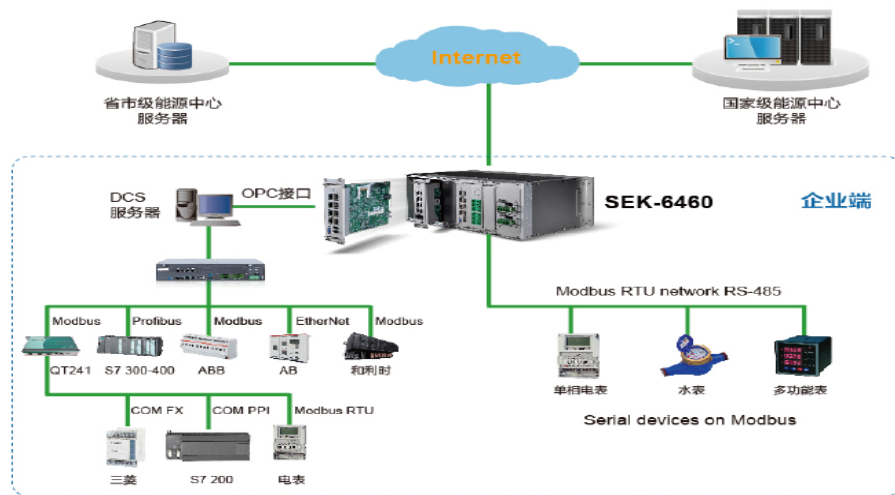 Internet
省市级能源中心
服务器
国家级能源中心
服务器
DCS
服务器
OPC接口
SEK-6460
企业端
Modbus RTU network RS-485
Modbus
Profibus
Modbus
EtherNet
Modbus
QT241
S7 300-400
ABB
AB
和利时
单相电表
水表
多功能表
COM FX
COM PPI
Modbus RTU
Serial devices on Modbus
三菱
S7 200
电表